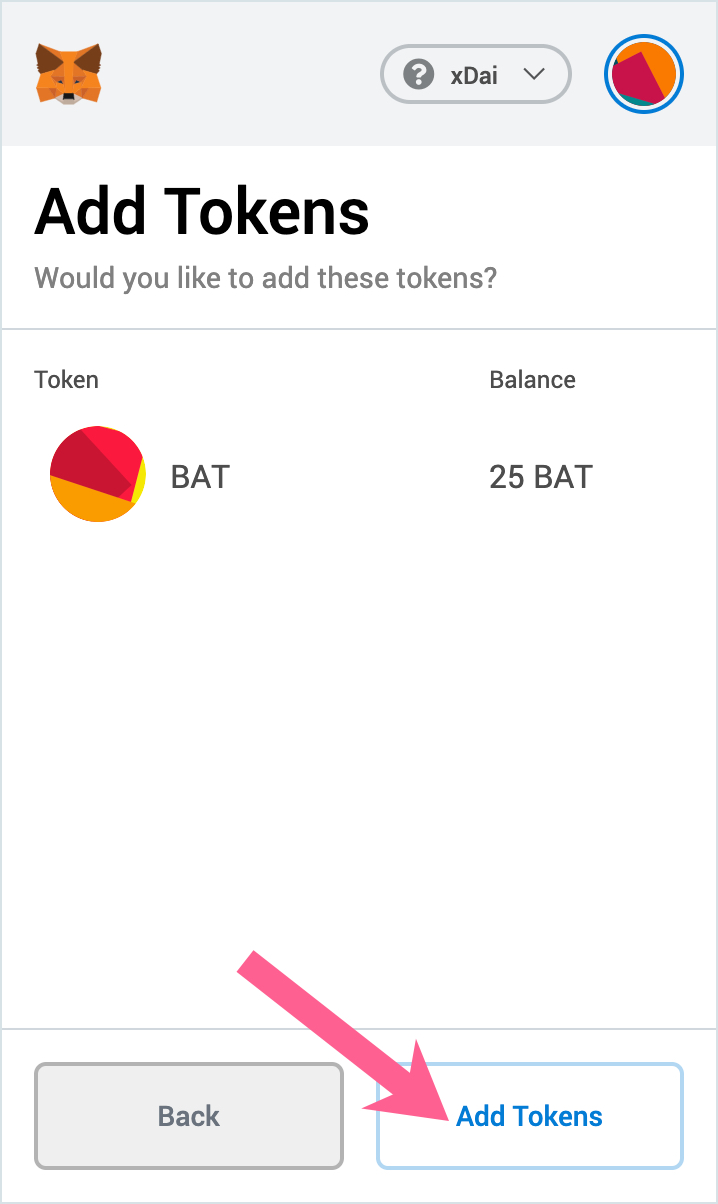 ? xDai
Add Tokens
Would you like to add these tokens?
Token Balance
BAT 25 BAT
Back Add Tokens